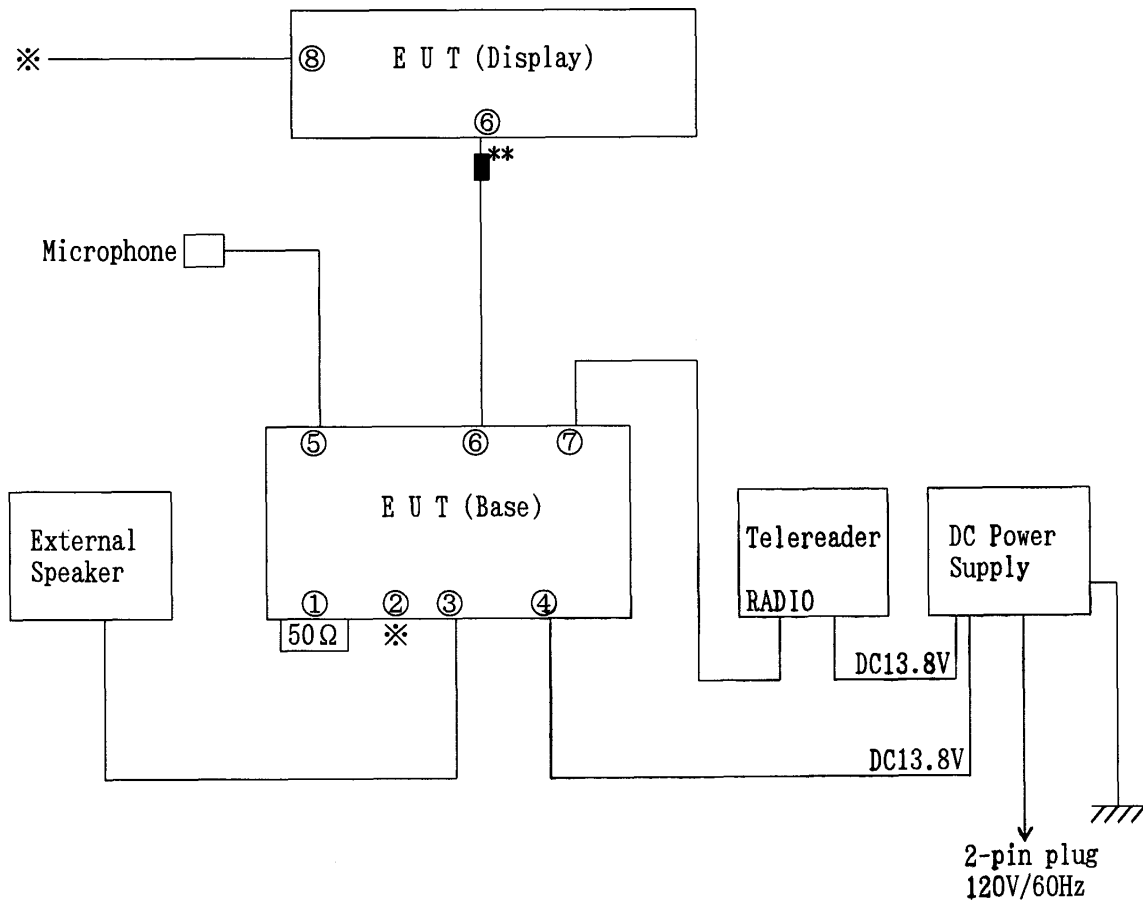 ※ ⑧ E U T (Display)
⑥
**
Microphone
⑤ ⑥ ⑦
E U T (Base)
① ② ③ ④
50Ω ※
External
Speaker
Telereader
RADIO
DC Power
Supply
DC13.8V
DC13.8V
2-pin plug
120V/60Hz